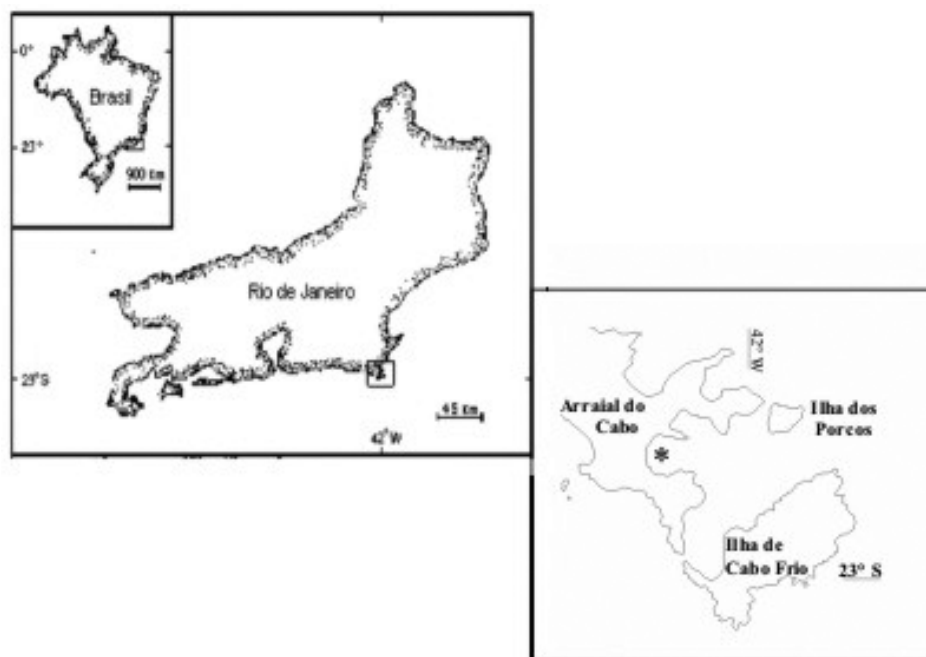 0°
Brasil
23°
900 Km
Rio de Janeiro
23°S
45 Km
42°W
42° W
Arraial do
Cabo
*
Ilha dos
Porcos
Ilha de
Cabo Frio
23° S